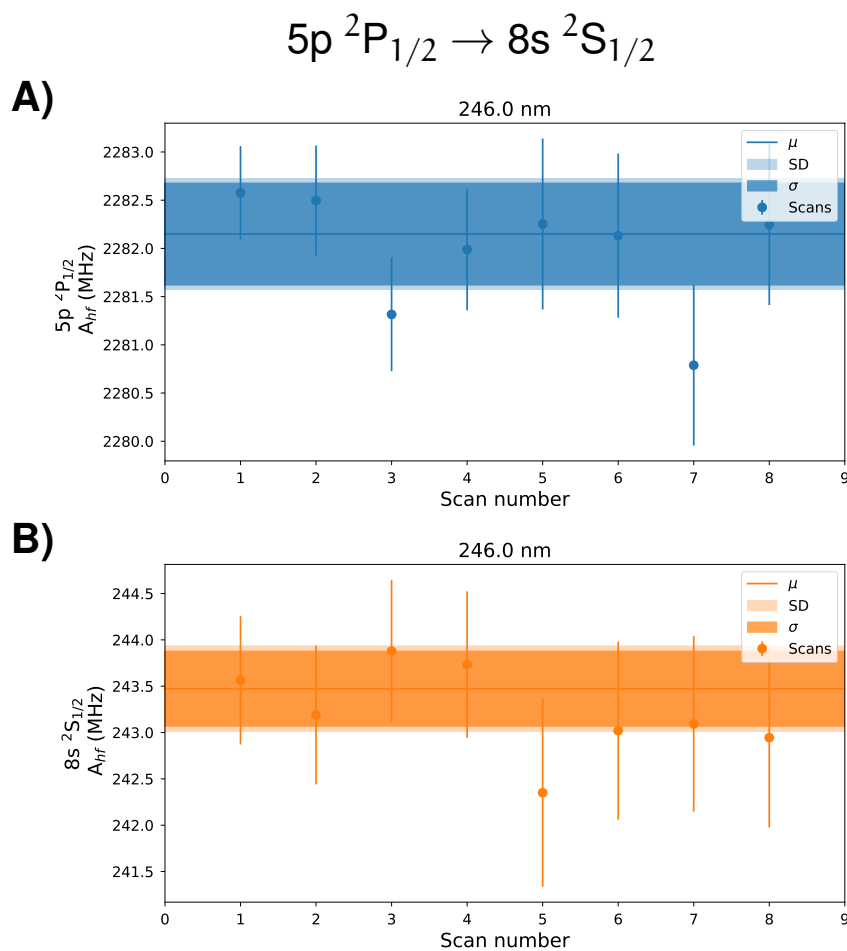 5p ²P₁/₂ → 8s ²S₁/₂
A)
246.0 nm
2283.0
2282.5
2282.0
2281.5
2281.0
2280.5
2280.0
5p ²P₁/₂
A_hf (MHz)
μ
SD
σ
Scans
0 1 2 3 4 5 6 7 8 9
Scan number
B)
246.0 nm
244.5
244.0
243.5
243.0
242.5
242.0
241.5
8s ²S₁/₂
A_hf (MHz)
μ
SD
σ
Scans
0 1 2 3 4 5 6 7 8 9
Scan number